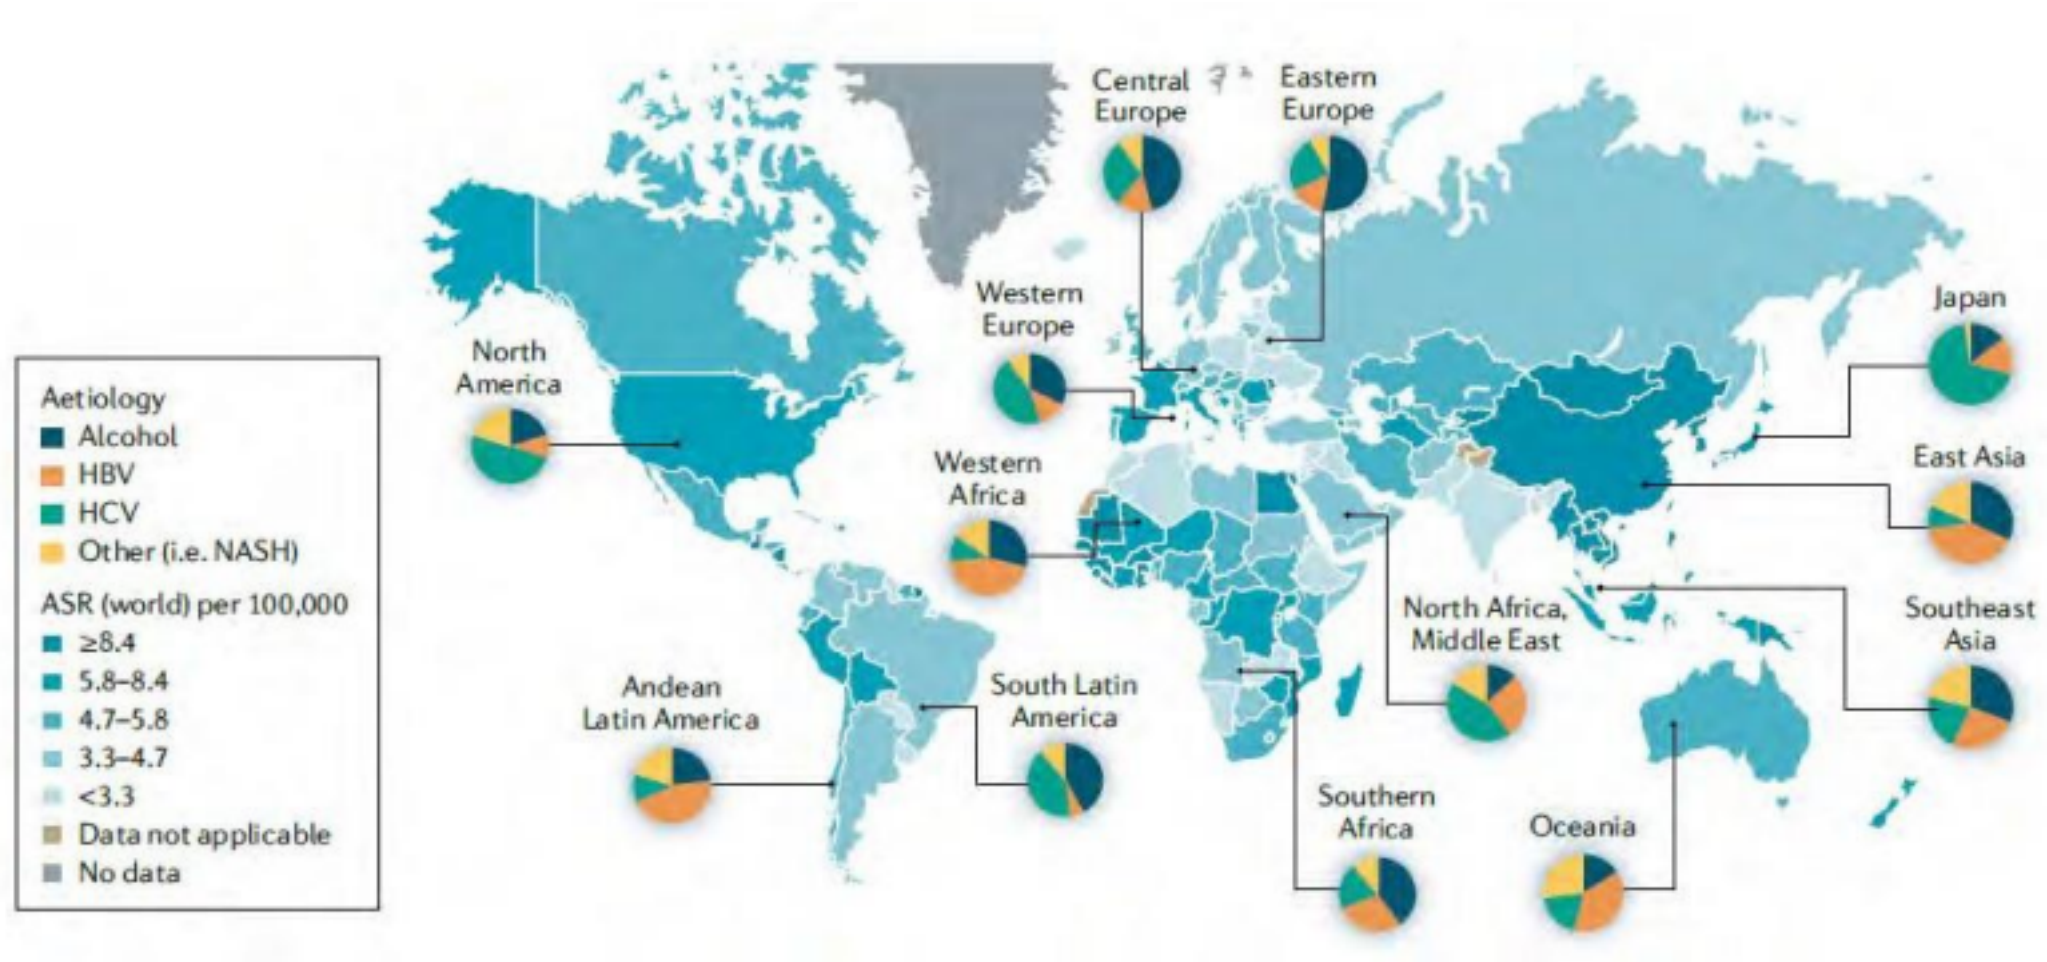 Central
Europe
Eastern
Europe
Western
Europe
Japan
North
America
Aetiology
Alcohol
HBV
HCV
Other (i.e. NASH)
ASR (world) per 100,000
≥8.4
5.8–8.4
4.7–5.8
3.3–4.7
<3.3
Data not applicable
No data
Western
Africa
East Asia
North Africa,
Middle East
Southeast
Asia
Andean
Latin America
South Latin
America
Southern
Africa
Oceania